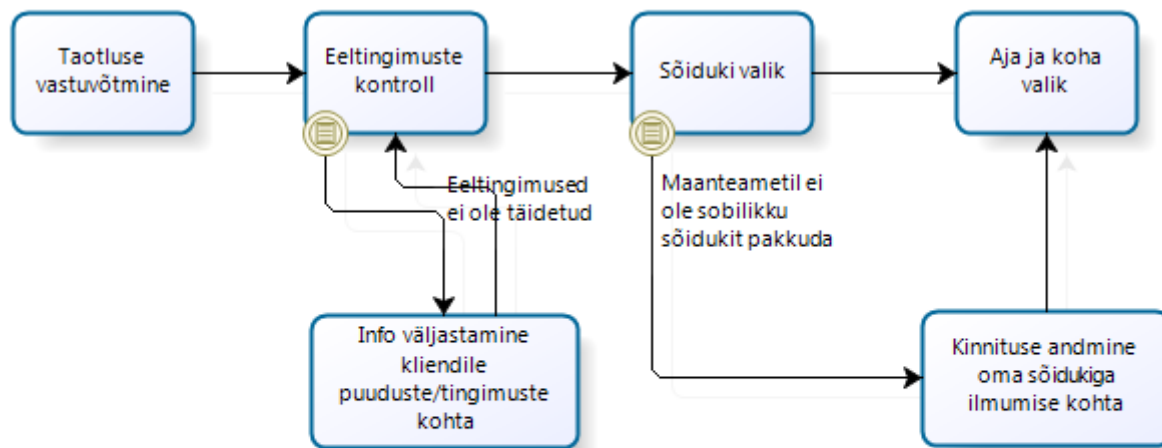 Taotluse
vastuvõtmine
Eeltingimuste
kontroll
Sõiduki valik
Aja ja koha
valik
Eeltingimused
ei ole täidetud
Maanteametil ei
ole sobilikku
sõidukit pakkuda
Info väljastamine
kliendile
puuduste/tingimuste
kohta
Kinnituse andmine
oma sõidukiga
ilmumise kohta